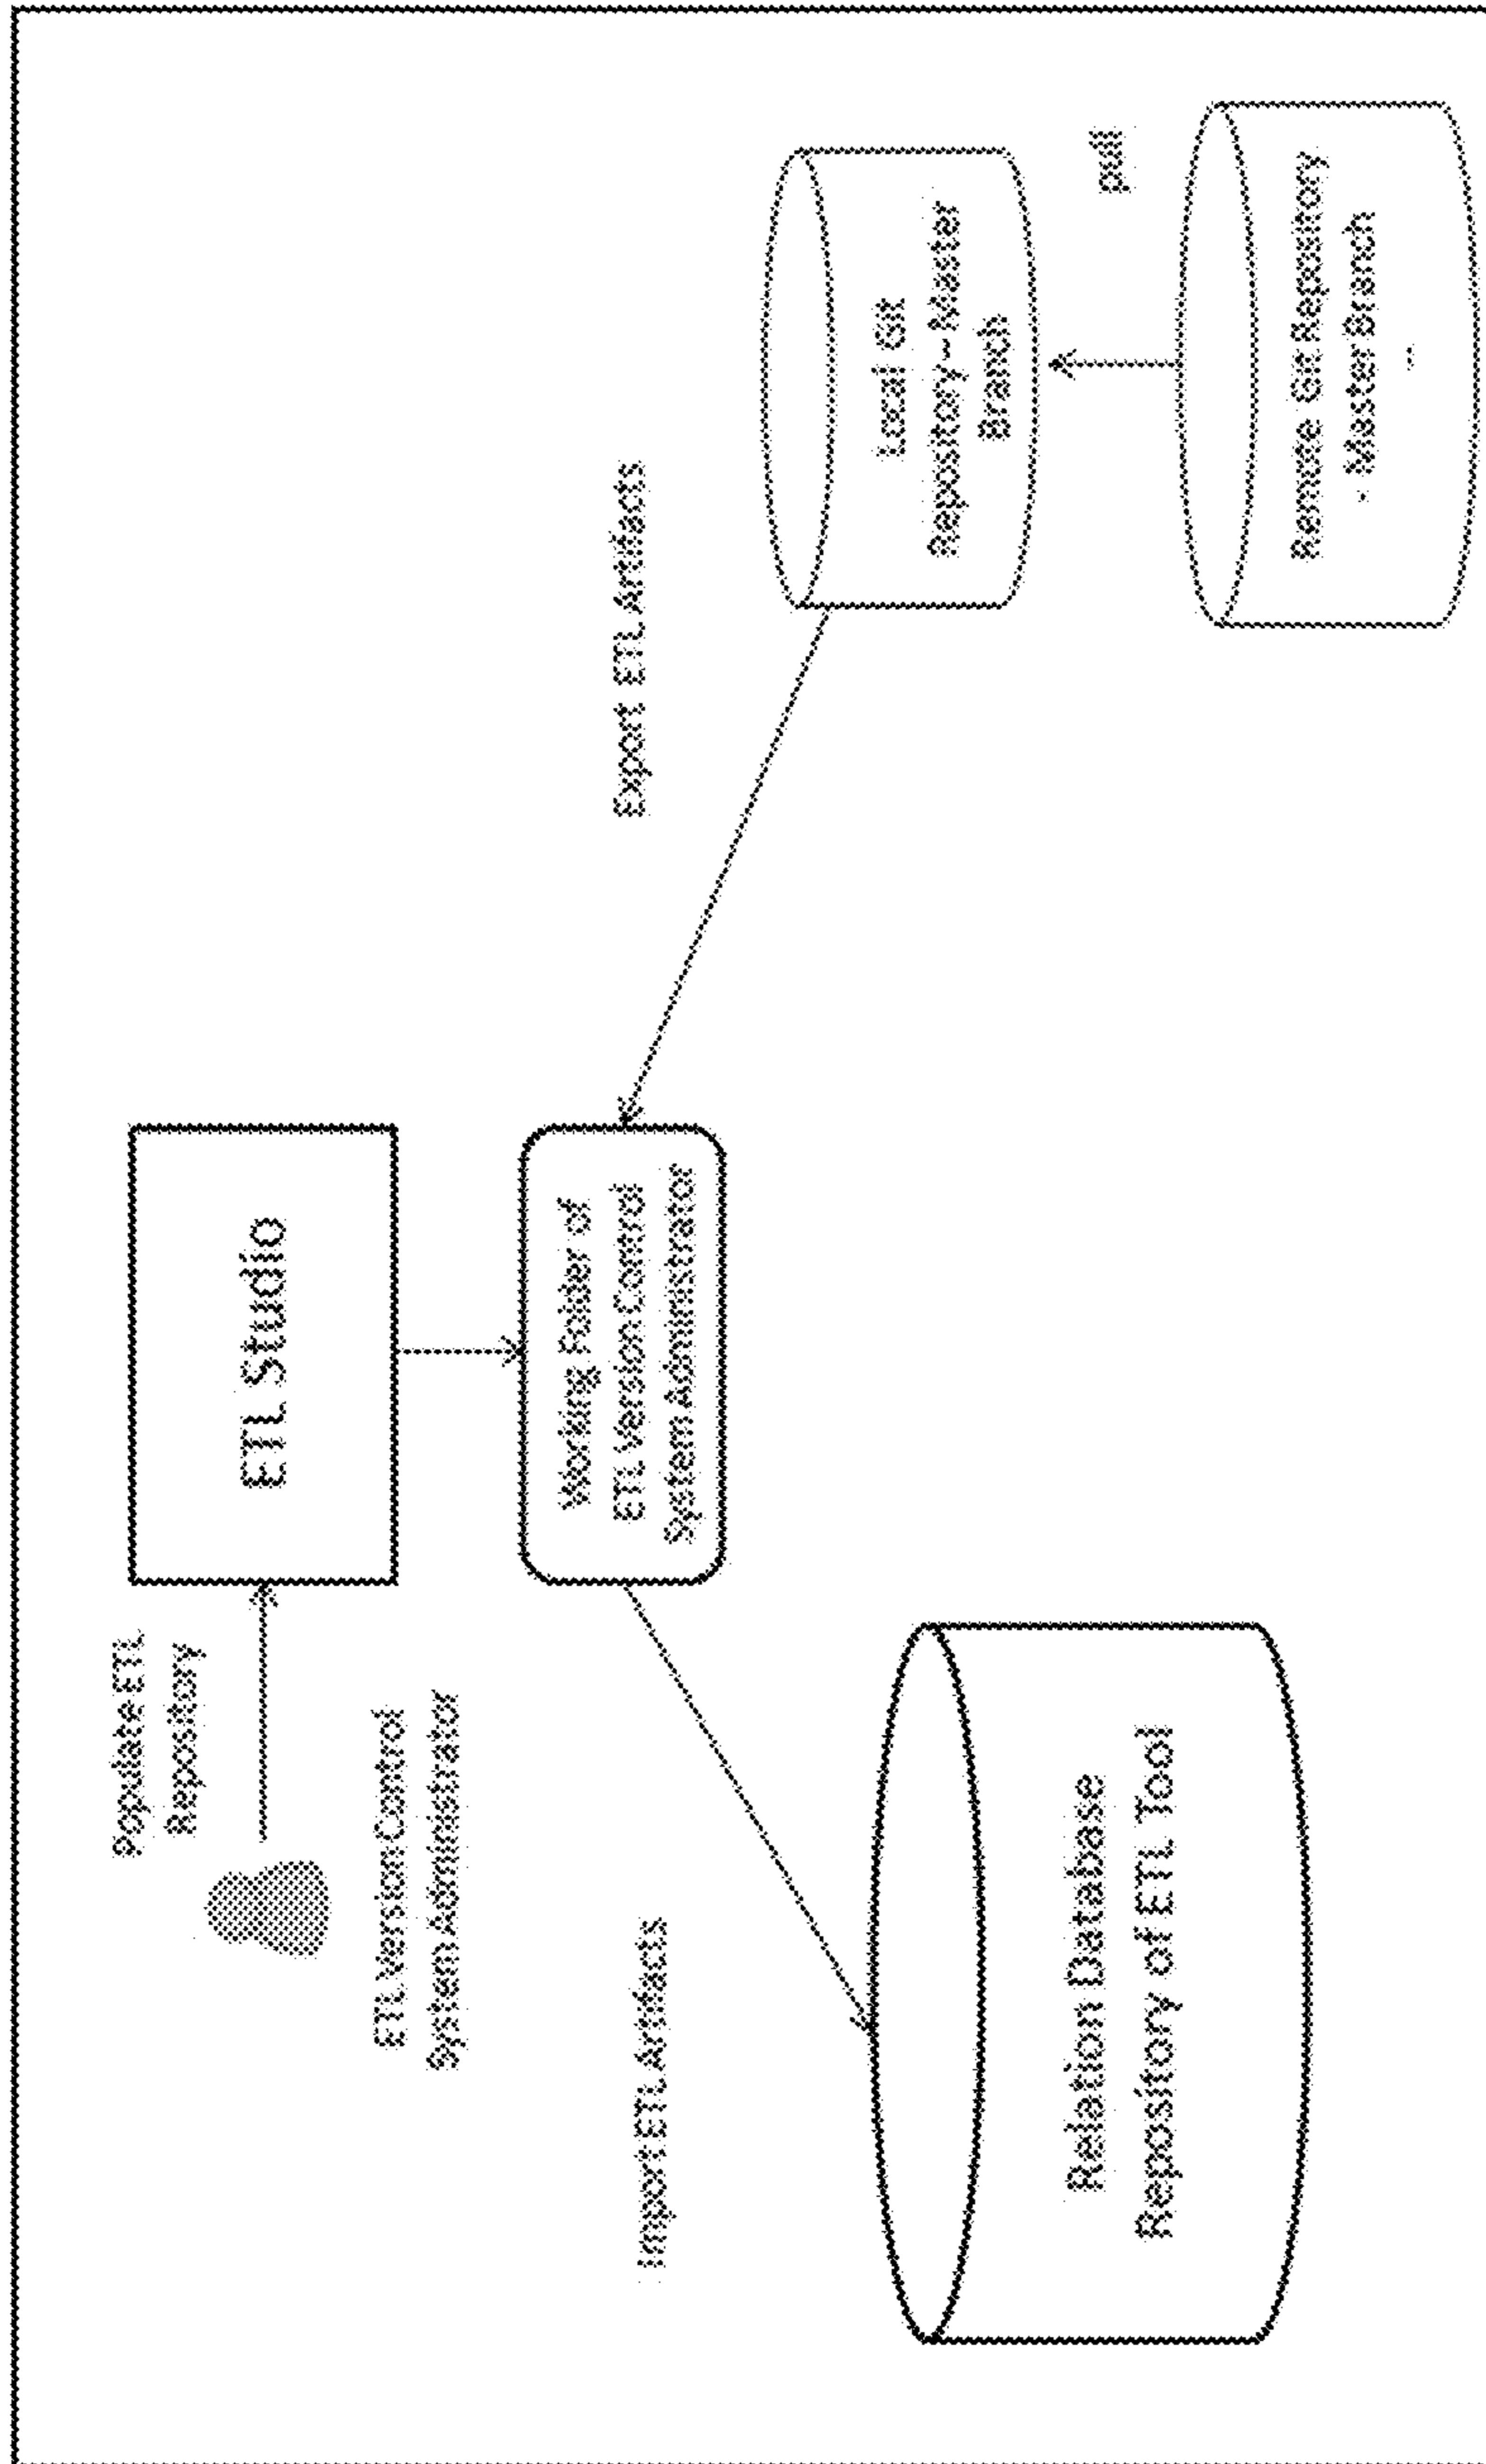 Populate ETL
Repository
ETL Version Control
System Administrator
ETL Studio
Working Folder of
ETL Version Control
System Administrator
Import ETL Artifacts
Export ETL Artifacts
Relation Database
Repository of ETL Tool
Local Git
Repository–Master
Branch
pull
Remote Git Repository
- Master Branch
-